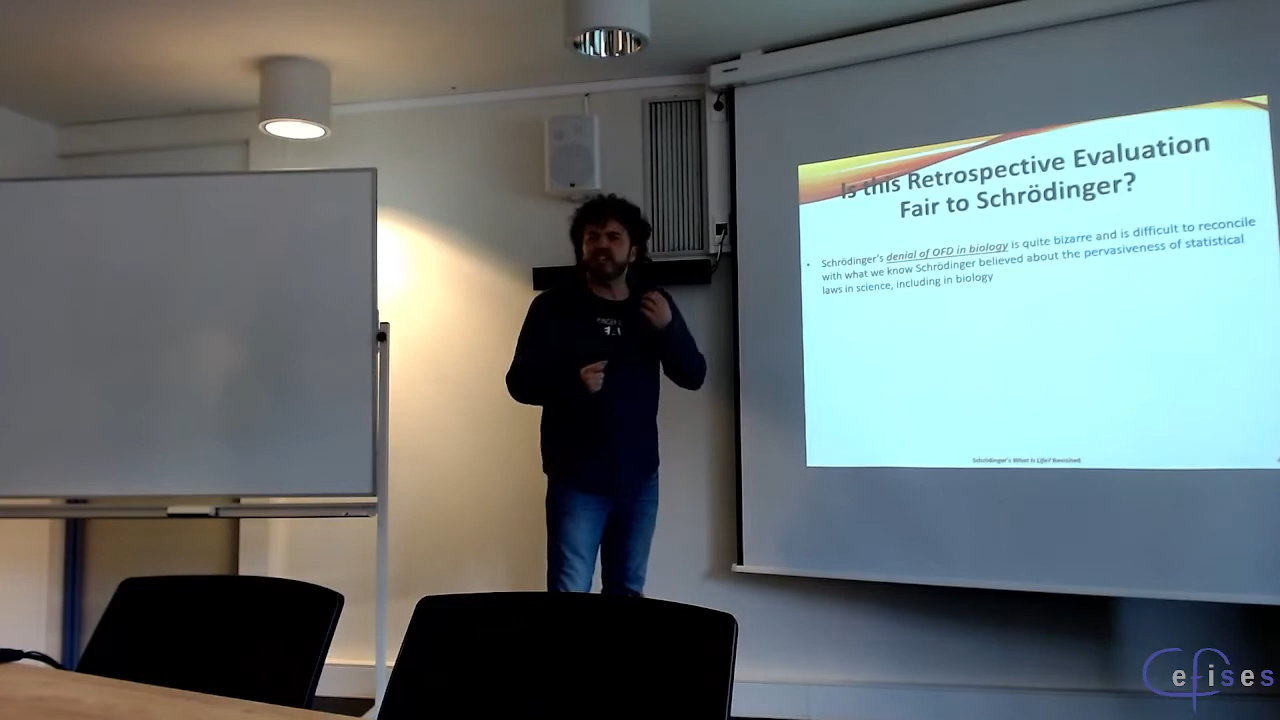 Is this Retrospective Evaluation
Fair to Schrödinger?
• Schrödinger's denial of OFD in biology is quite bizarre and is difficult to reconcile
with what we know Schrödinger believed about the pervasiveness of statistical
laws in science, including in biology
Schrödinger's What Is Life? Revisited
efises